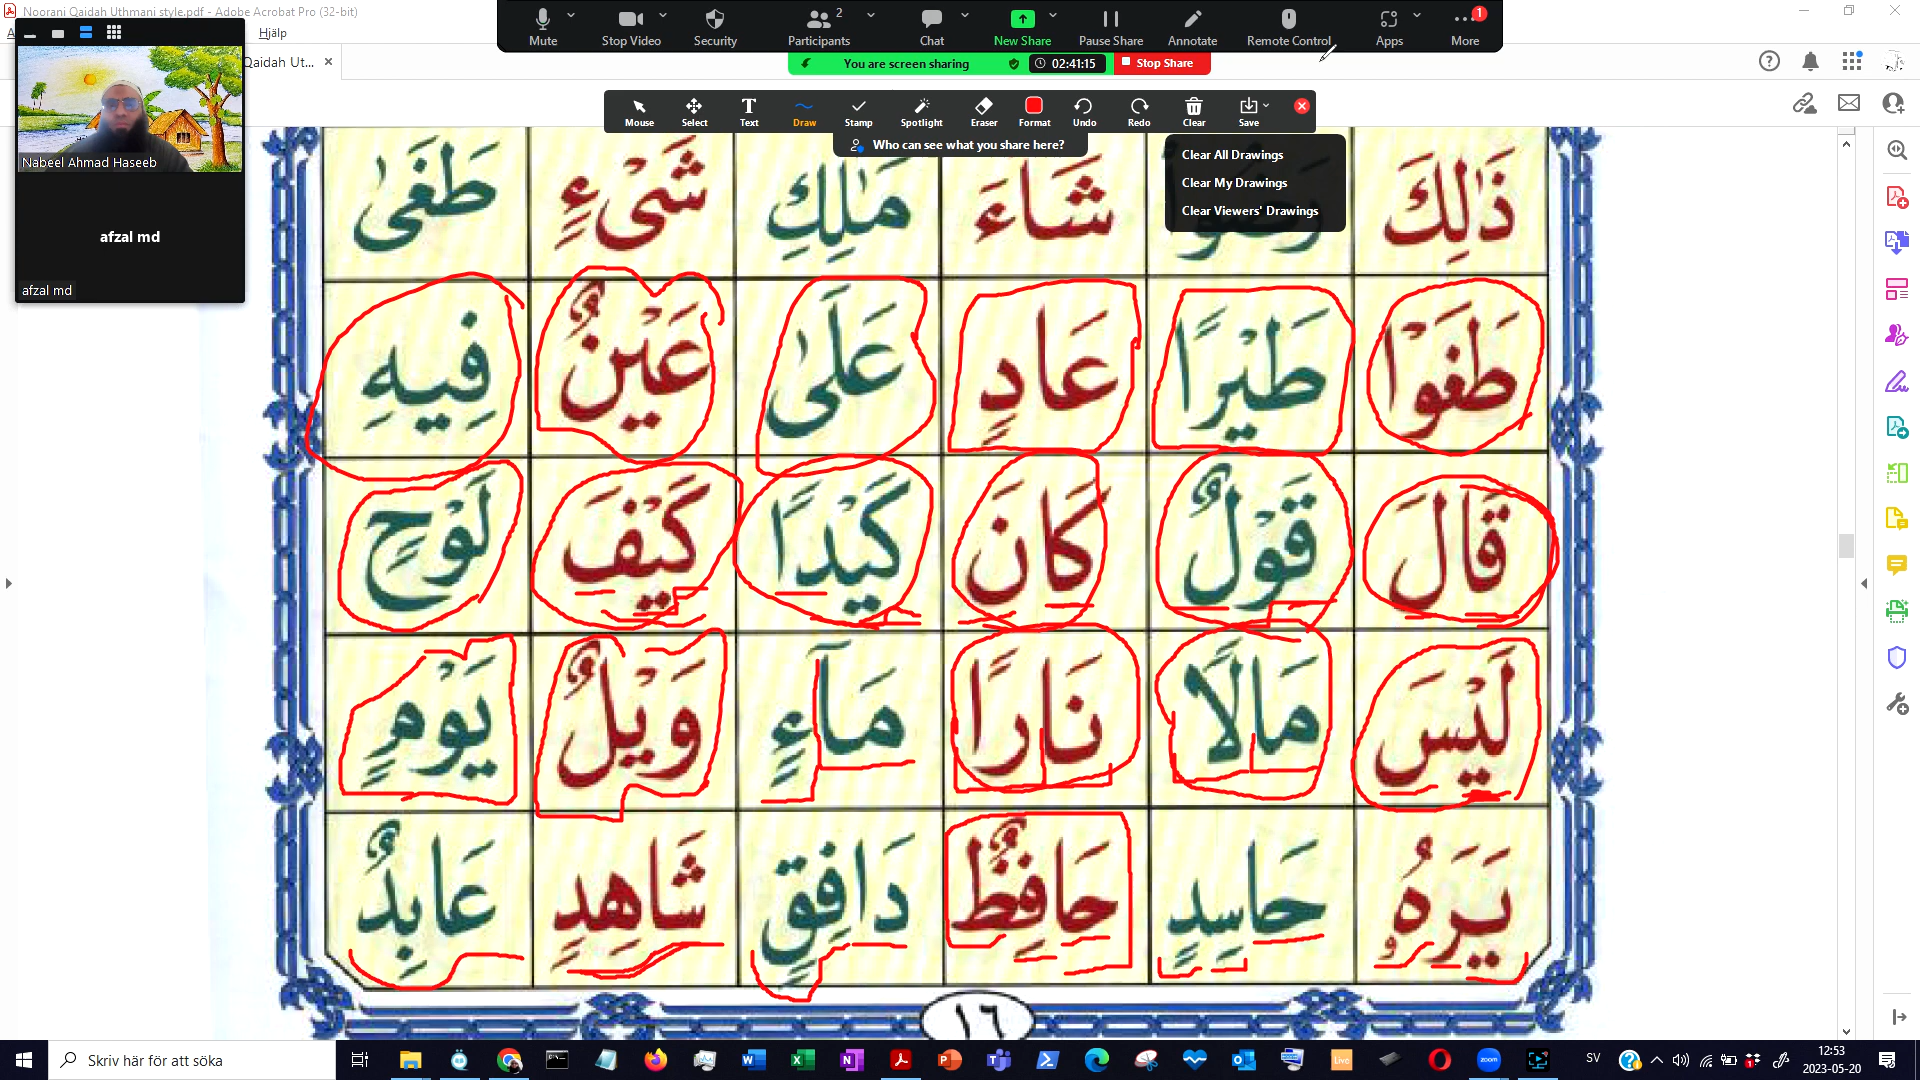 Noorani Qaidah Uthmani style.pdf - Adobe Acrobat Pro (32-bit)
Hjälp
Qaidah Ut...
Mute
Stop Video
Security
Participants
2
Chat
New Share
Pause Share
Annotate
Remote Control
Apps
More
1
You are screen sharing
02:41:15
Stop Share
Mouse
Select
Text
Draw
Stamp
Spotlight
Eraser
Format
Undo
Redo
Clear
Save
Who can see what you share here?
Clear All Drawings
Clear My Drawings
Clear Viewers' Drawings
Nabeel Ahmad Haseeb
afzal md
afzal md
ذَٰلِكَ شَاءَ مَٰلِكِ شَىْءٍ طَغَىٰ
طَغَوْا طَيْرًا عَادٍ عَلَىٰ عَيْنٌ فِيهِ
قَالَ قَوْلٌ كَانَ كَيْدًا كَيْفَ لَوْحٍ
لَيْسَ مَالًا نَارًا مَآءٍ وَيْلٌ يَوْمٍ
يَرَهُۥ حَاسِدٍ حَافِظٌ دَافِقٍ شَاهِدٍ عَابِدٌ
١٦
Skriv här för att söka
SV
12:53
2023-05-20